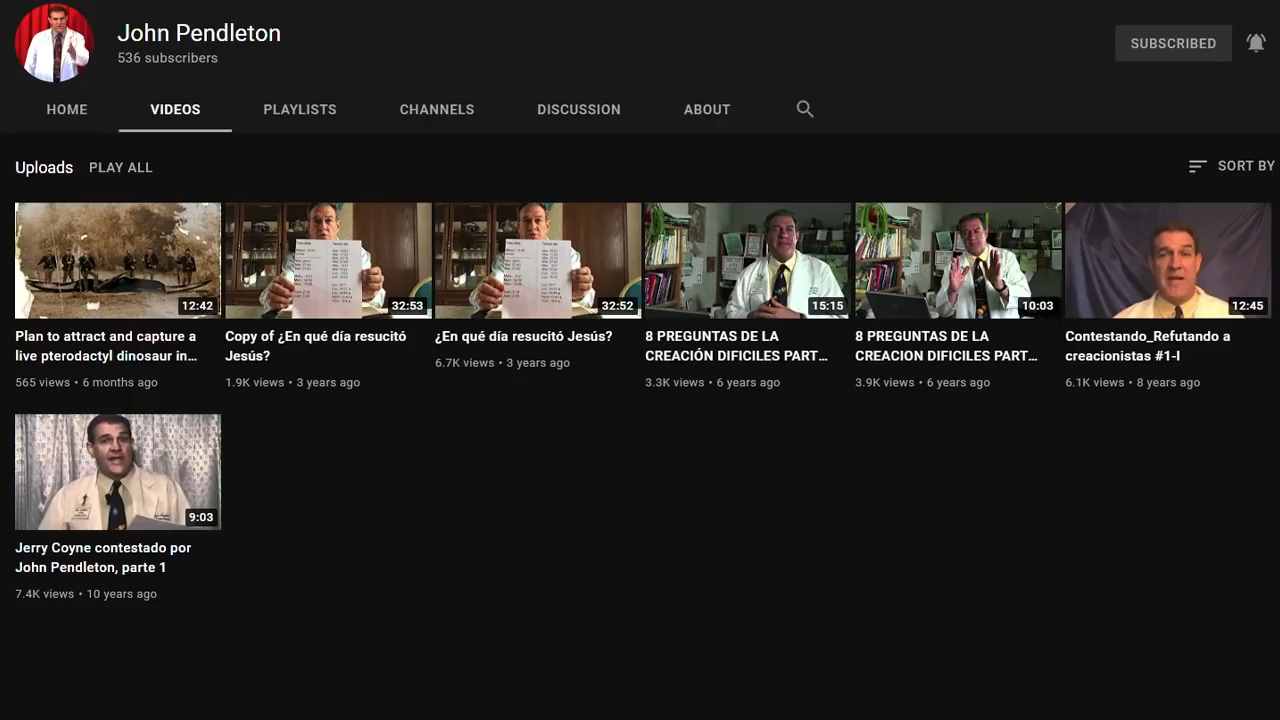 John Pendleton
536 subscribers
SUBSCRIBED
HOME VIDEOS PLAYLISTS CHANNELS DISCUSSION ABOUT
Uploads PLAY ALL
SORT BY
12:42
Plan to attract and capture a
live pterodactyl dinosaur in...
565 views • 6 months ago
32:53
Copy of ¿En qué día resucitó
Jesús?
1.9K views • 3 years ago
32:52
¿En qué día resucitó Jesús?
6.7K views • 3 years ago
15:15
8 PREGUNTAS DE LA
CREACIÓN DIFICILES PART...
3.3K views • 6 years ago
10:03
8 PREGUNTAS DE LA
CREACION DIFICILES PART...
3.9K views • 6 years ago
12:45
Contestando_Refutando a
creacionistas #1-I
6.1K views • 8 years ago
9:03
Jerry Coyne contestado por
John Pendleton, parte 1
7.4K views • 10 years ago